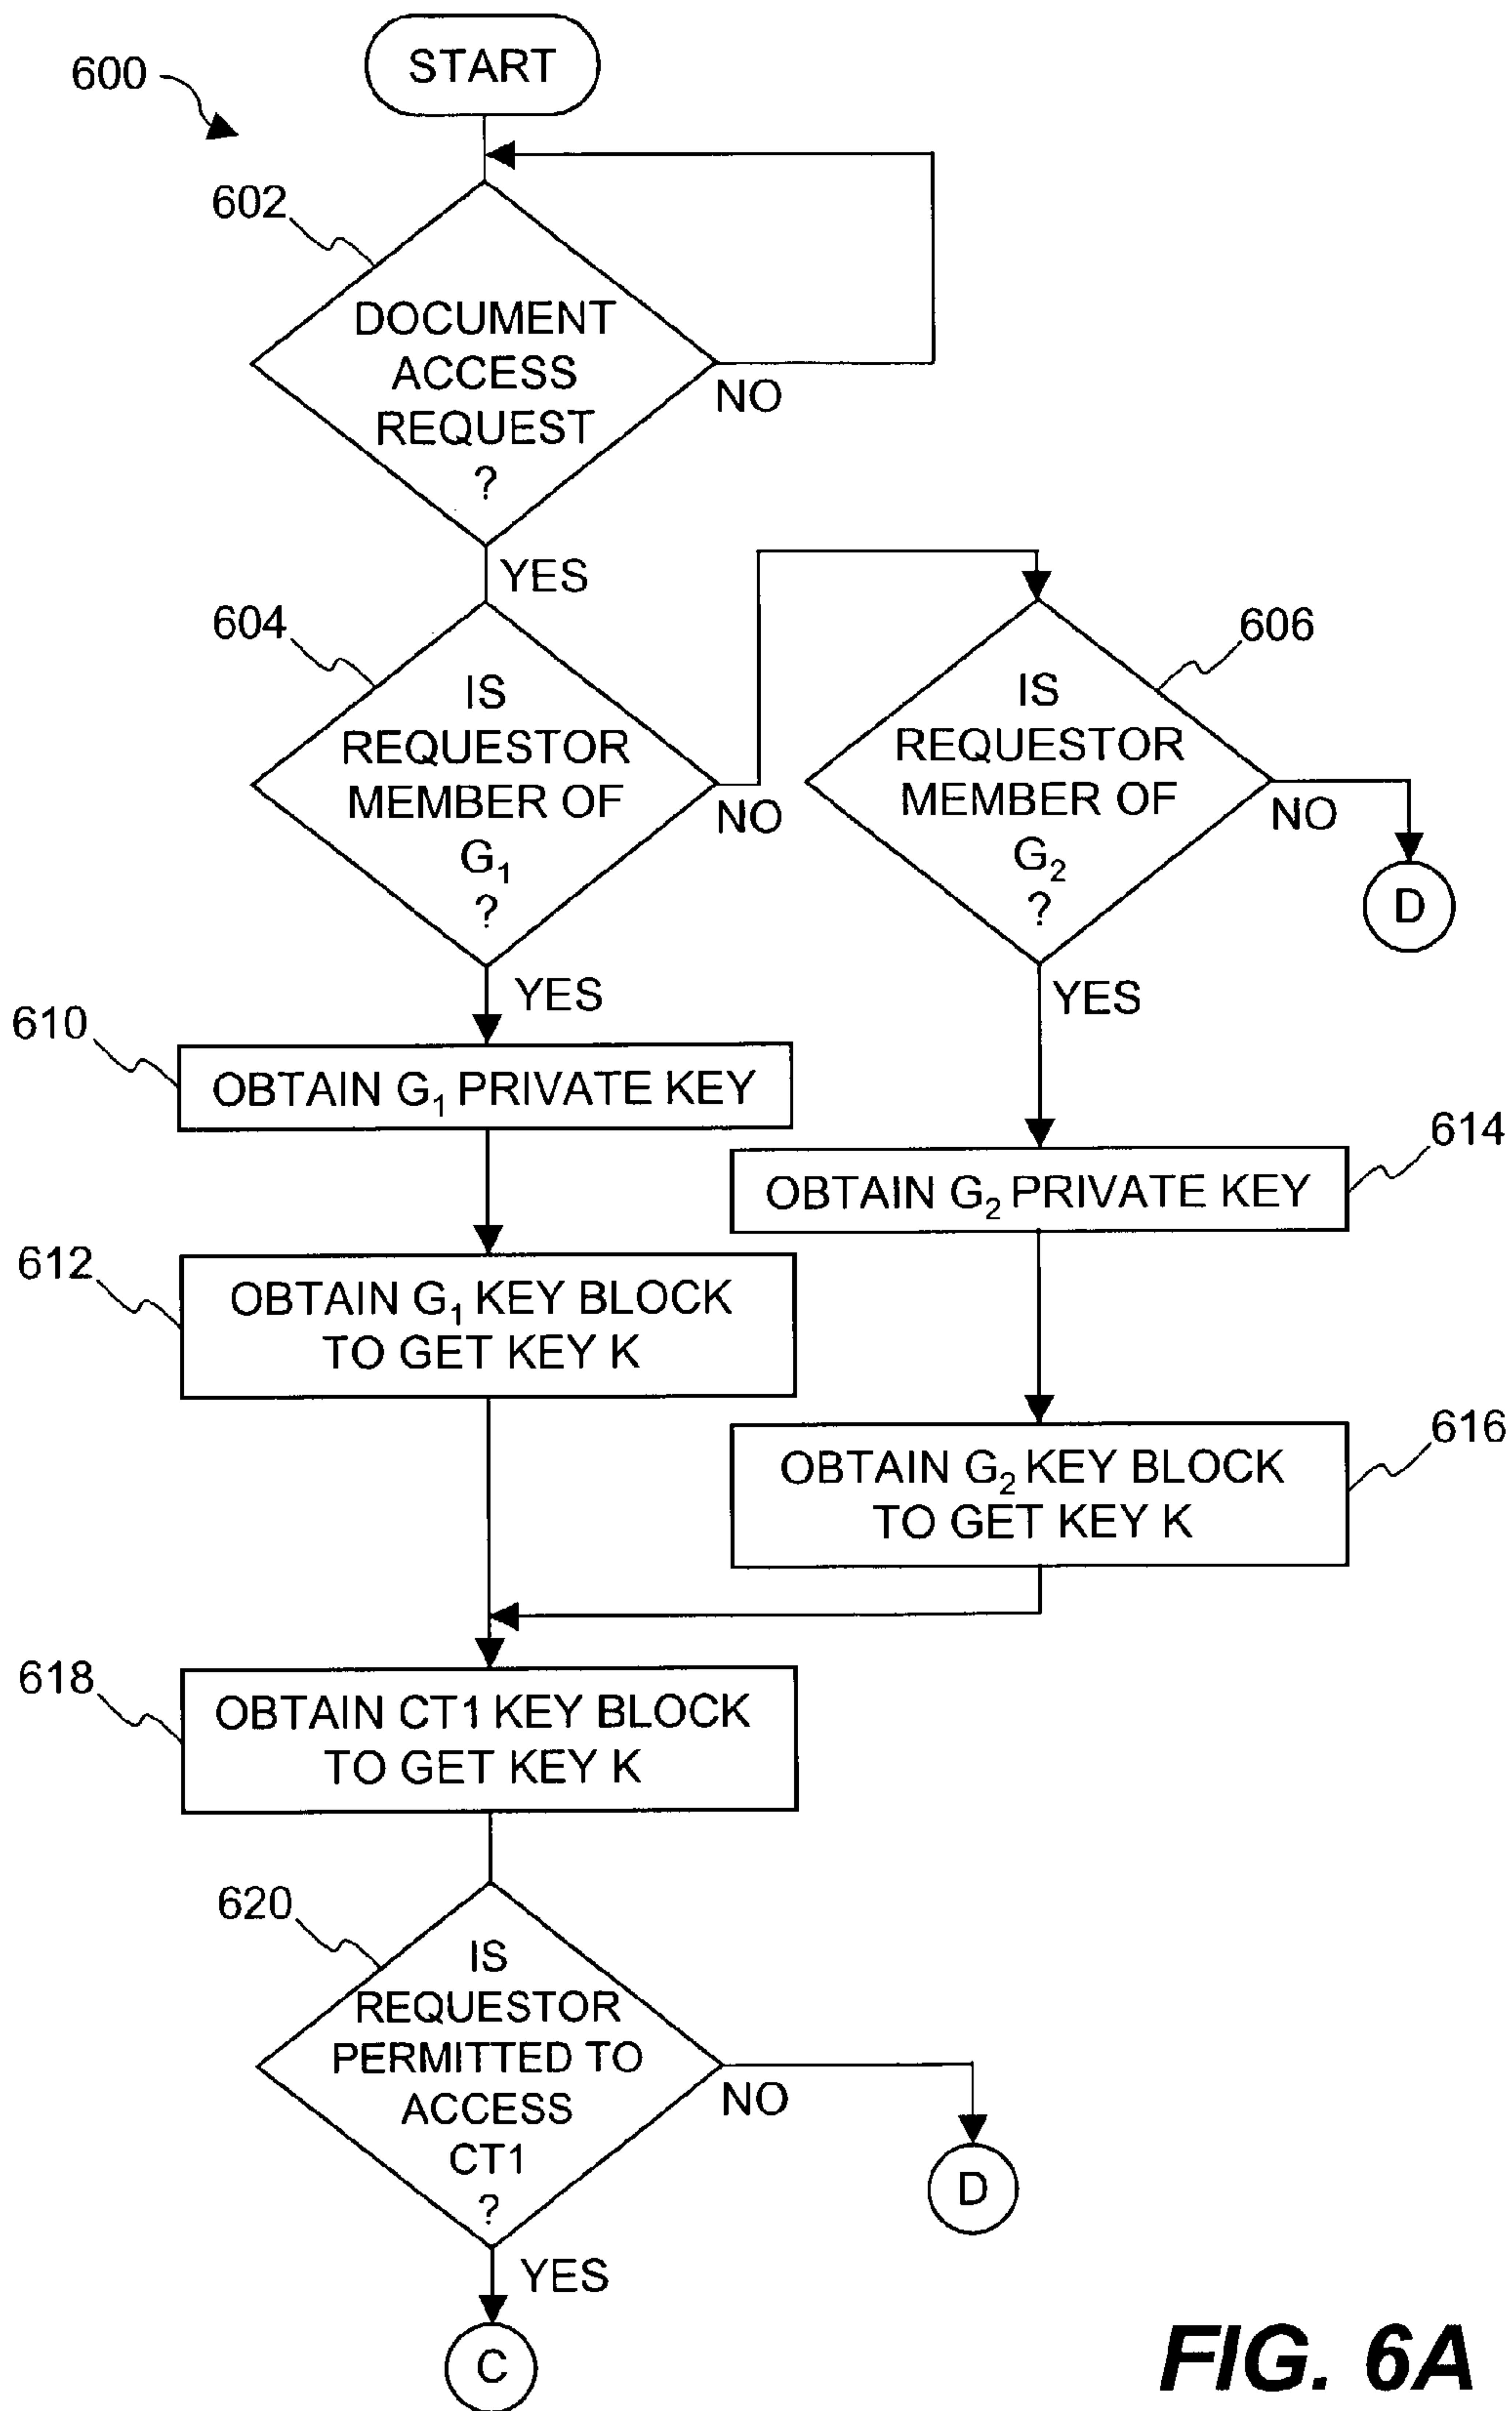 START
600
602
DOCUMENT
ACCESS
REQUEST
?
NO
YES
604
IS
REQUESTOR
MEMBER OF
G₁
?
NO
606
IS
REQUESTOR
MEMBER OF
G₂
?
NO
D
YES
YES
610
OBTAIN G₁ PRIVATE KEY
614
OBTAIN G₂ PRIVATE KEY
612
OBTAIN G₁ KEY BLOCK
TO GET KEY K
616
OBTAIN G₂ KEY BLOCK
TO GET KEY K
618
OBTAIN CT1 KEY BLOCK
TO GET KEY K
620
IS
REQUESTOR
PERMITTED TO
ACCESS
CT1
?
NO
D
YES
C
FIG. 6A